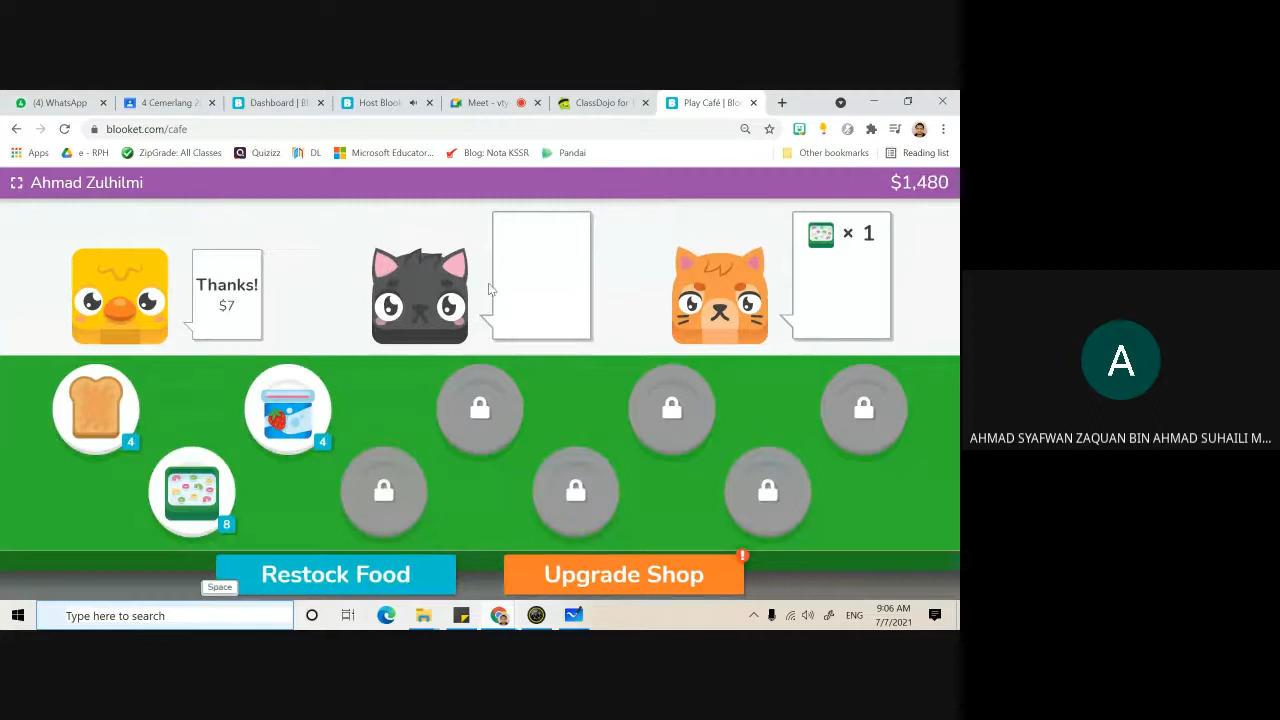 (4) WhatsApp
4 Cemerlang 2
Dashboard | Bl
Host Blook
Meet - vty
ClassDojo for
Play Café | Bloo
blooket.com/cafe
Apps
e - RPH
ZipGrade: All Classes
Quizizz
DL
Microsoft Educator...
Blog: Nota KSSR
Pandai
Other bookmarks
Reading list
Ahmad Zulhilmi
$1,480
× 1
Thanks!
$7
4
4
8
Restock Food
Upgrade Shop
!
Space
Type here to search
ENG
9:06 AM
7/7/2021
A
AHMAD SYAFWAN ZAQUAN BIN AHMAD SUHAILI M...